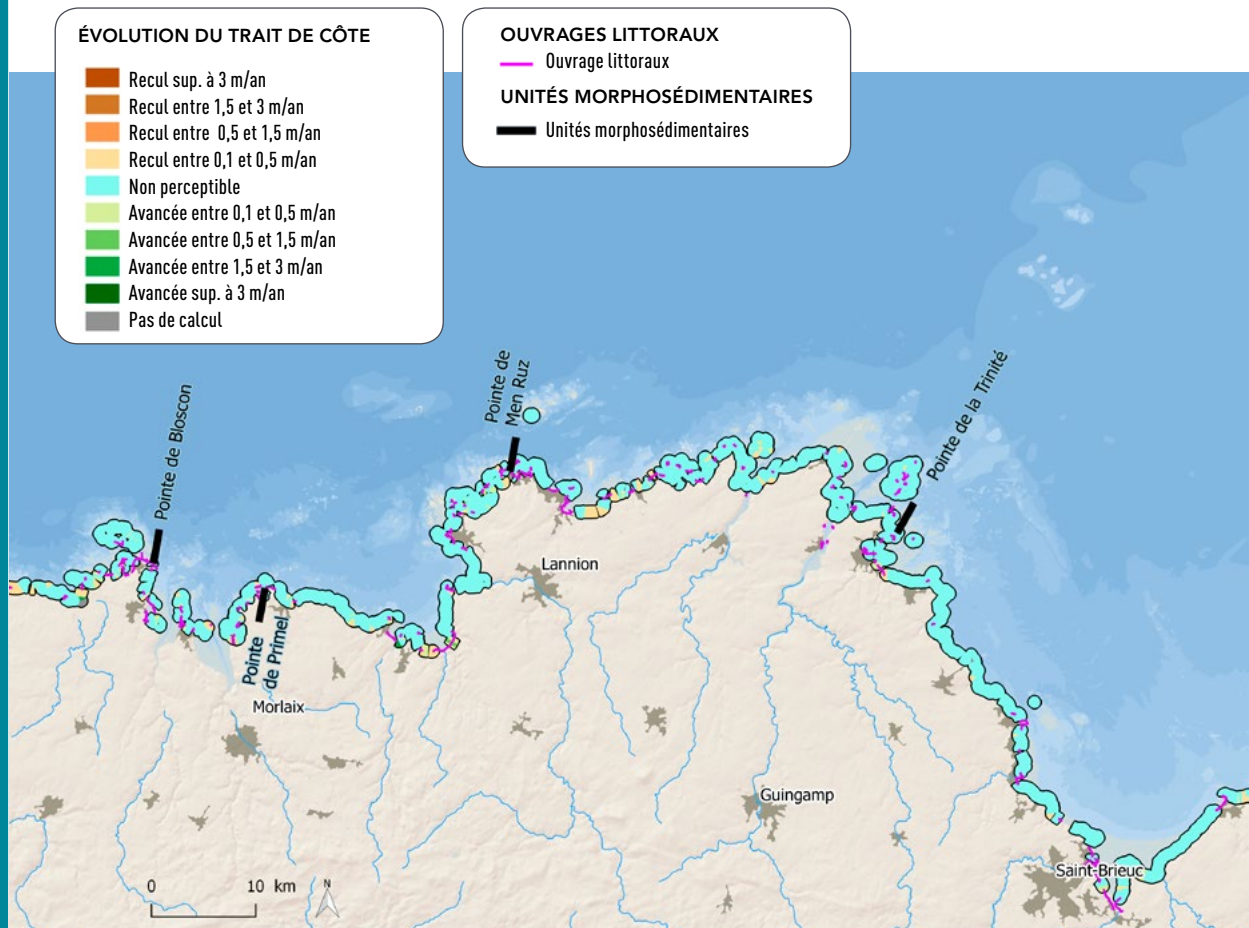 ÉVOLUTION DU TRAIT DE CÔTE
Recul sup. à 3 m/an
Recul entre 1,5 et 3 m/an
Recul entre 0,5 et 1,5 m/an
Recul entre 0,1 et 0,5 m/an
Non perceptible
Avancée entre 0,1 et 0,5 m/an
Avancée entre 0,5 et 1,5 m/an
Avancée entre 1,5 et 3 m/an
Avancée sup. à 3 m/an
Pas de calcul
OUVRAGES LITTORAUX
Ouvrage littoraux
UNITÉS MORPHOSÉDIMENTAIRES
Unités morphosédimentaires
Pointe de Bloscon
Pointe de
Men Ruz
Pointe de la Trinité
Lannion
Pointe
de Primel
Morlaix
Guingamp
Saint-Brieuc
0 10 km
N